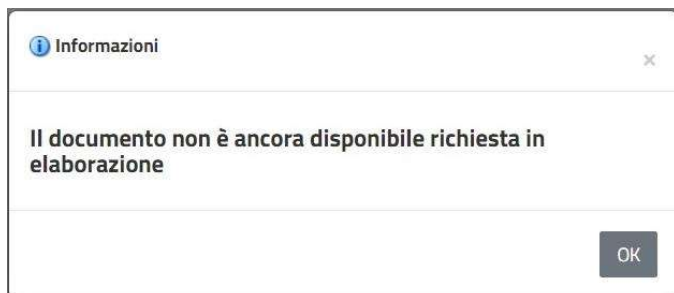 Informazioni
×
Il documento non è ancora disponibile richiesta in
elaborazione
OK